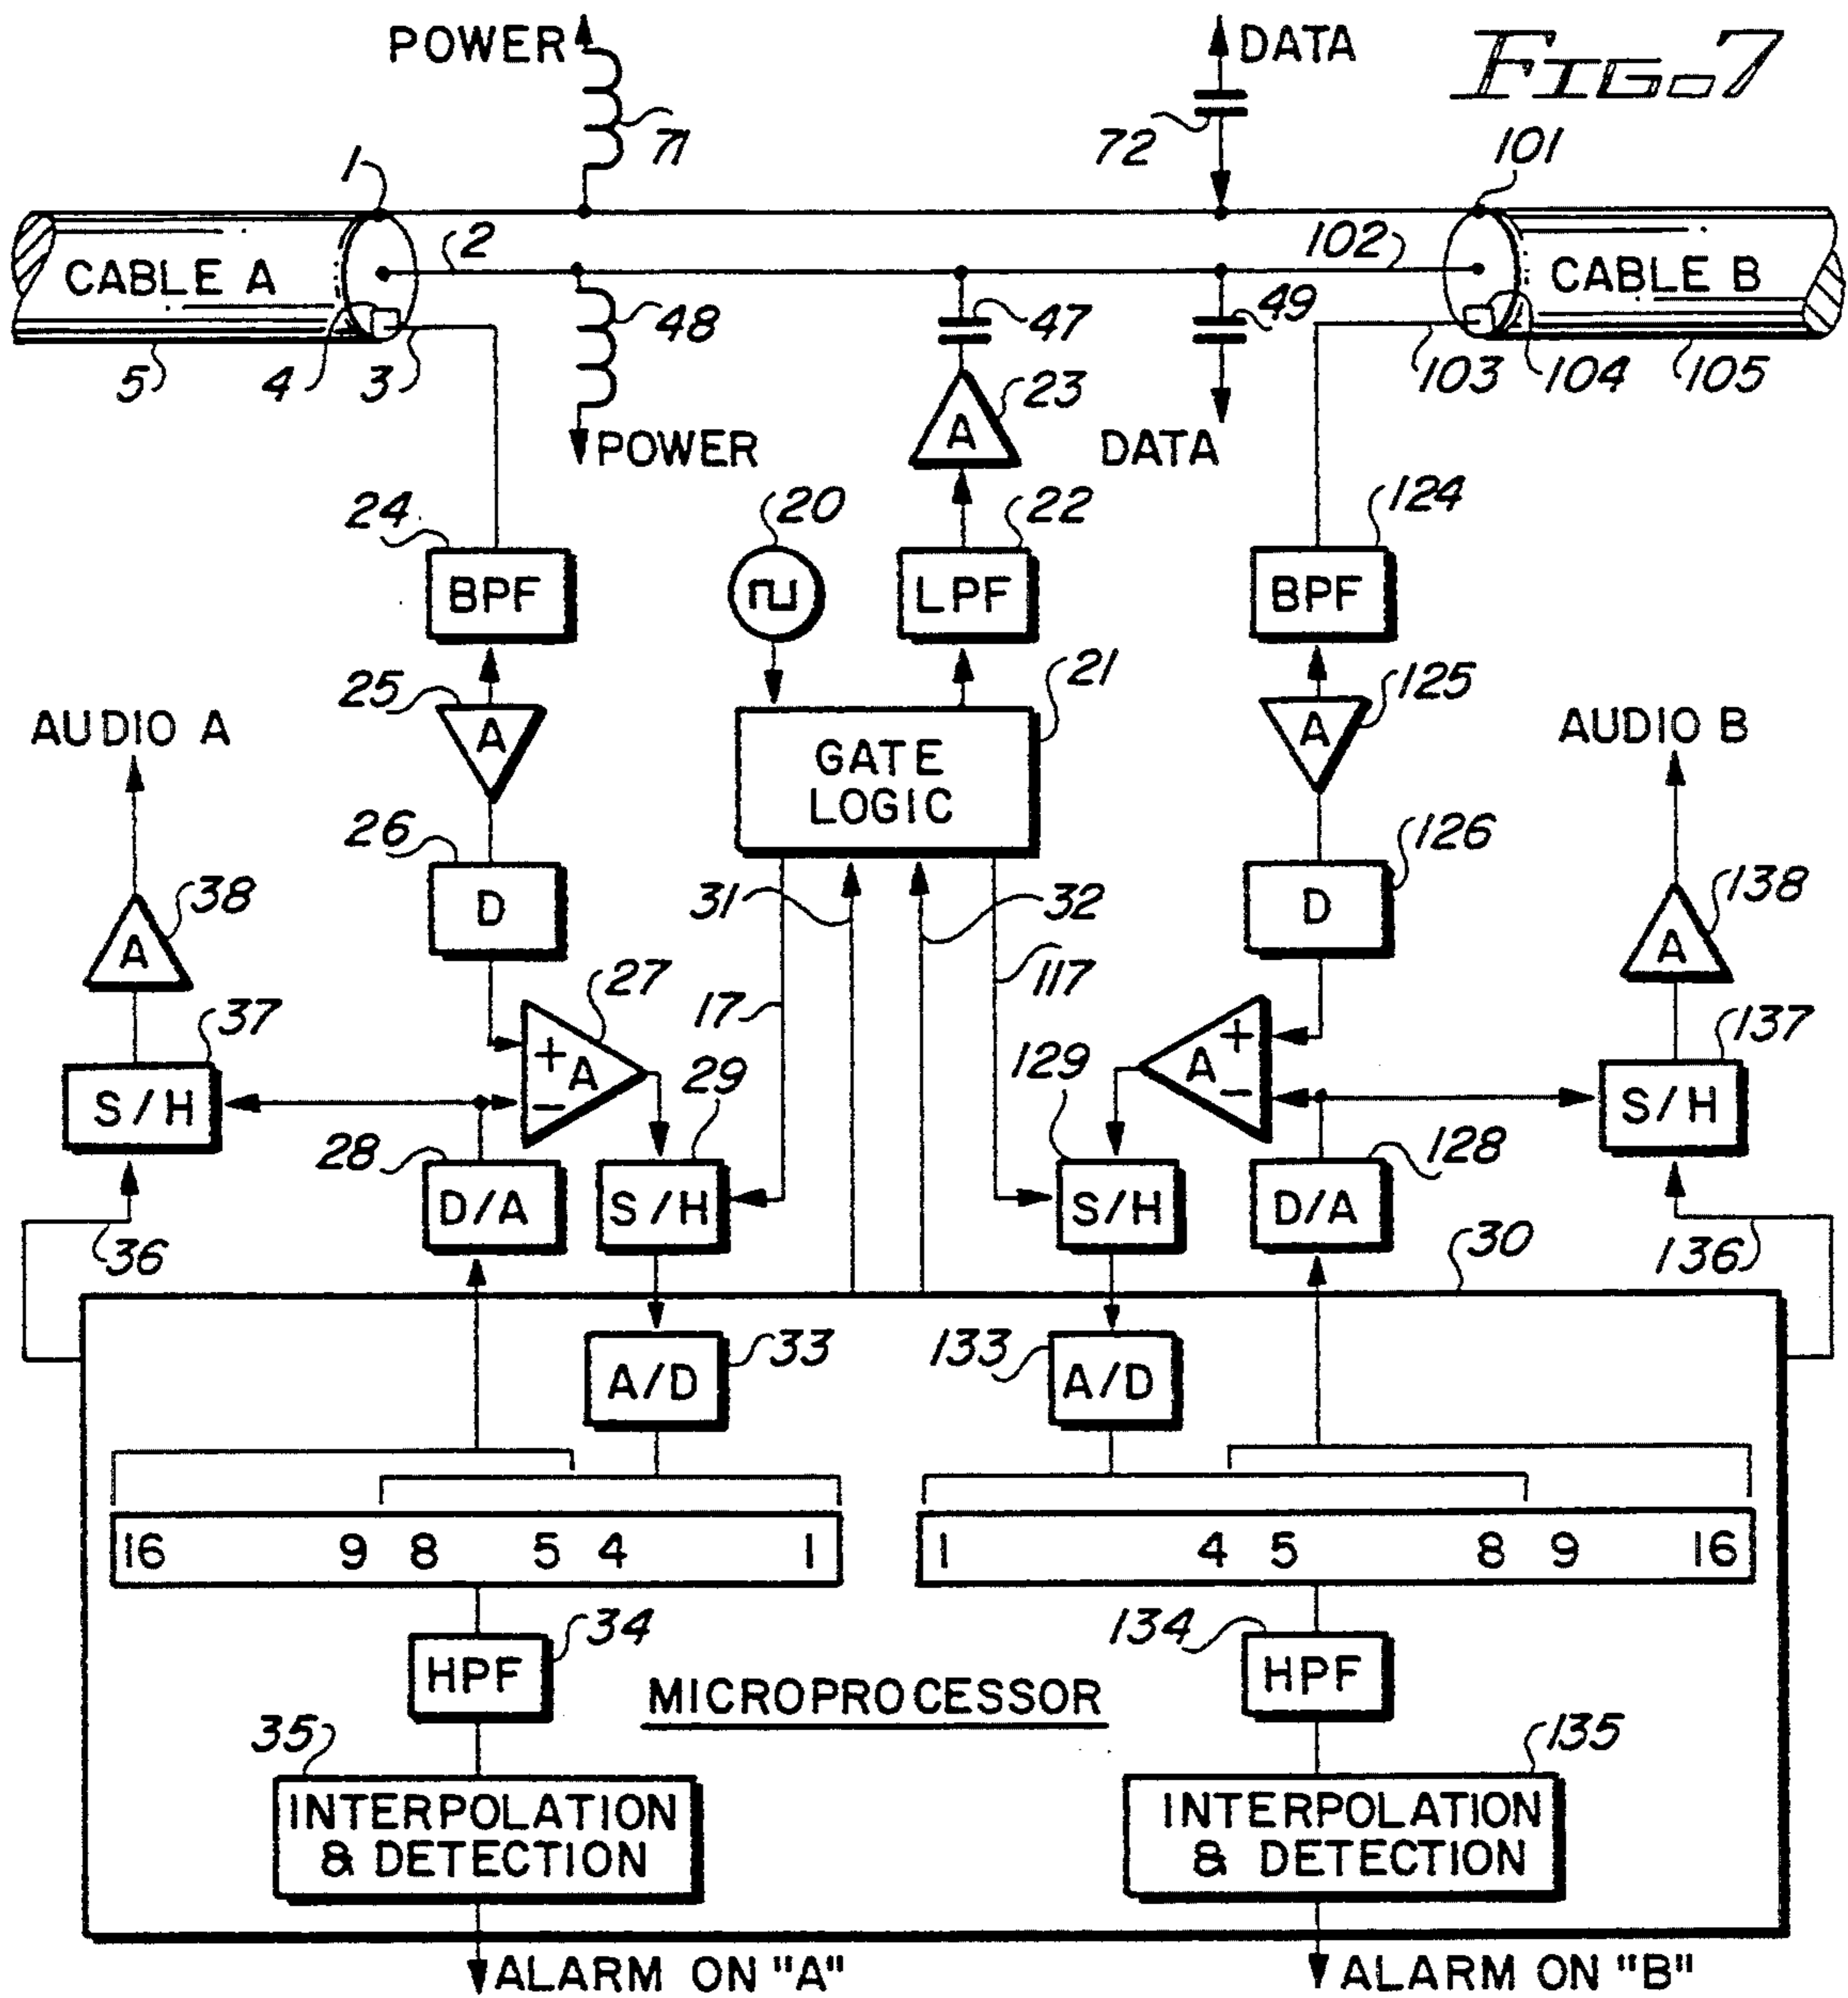 POWER
DATA
FIG. 7
71
72
101
1
2
102
CABLE A
CABLE B
48
47
49
5
4
3
103
104
105
23
A
POWER
DATA
24
20
22
124
BPF
LPF
BPF
25
21
125
AUDIO A
A
A
AUDIO B
GATE
LOGIC
26
126
38
D
31
32
D
138
A
A
27
17
117
37
+
A
−
29
129
+
A
−
137
S/H
S/H
28
128
D/A
S/H
S/H
D/A
36
30
136
33
133
A/D
A/D
16 9 8 5 4 1
1 4 5 8 9 16
34
134
HPF
HPF
MICROPROCESSOR
35
135
INTERPOLATION
& DETECTION
INTERPOLATION
& DETECTION
ALARM ON "A"
ALARM ON "B"